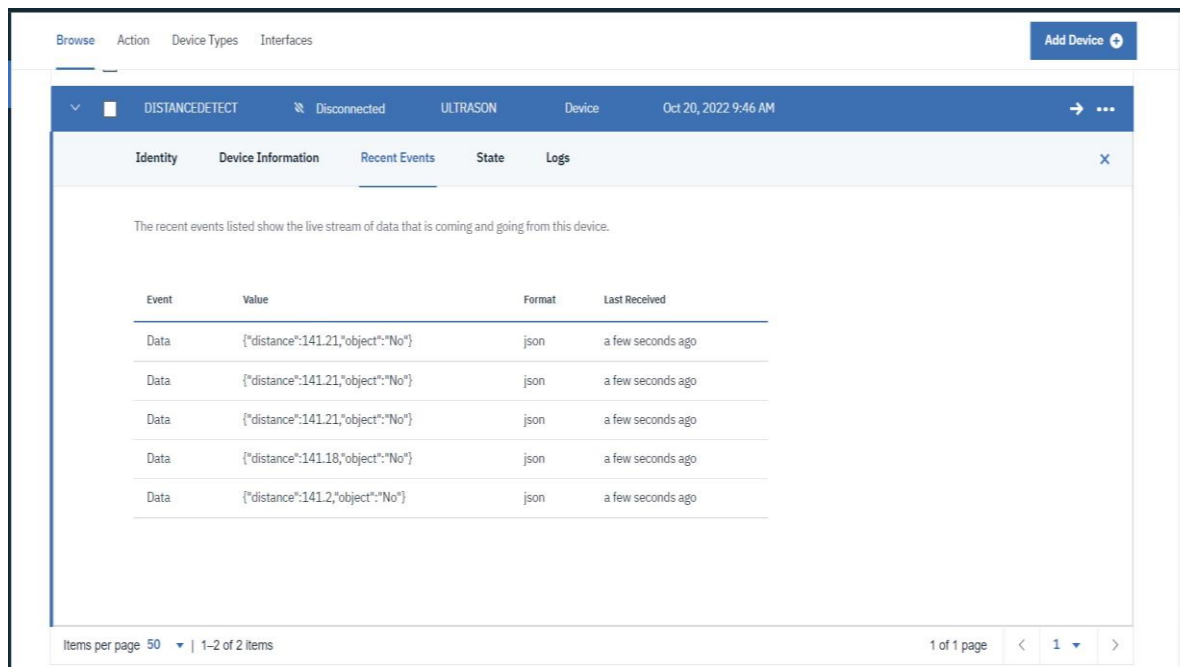 Browse Action Device Types Interfaces Add Device
DISTANCEDETECT Disconnected ULTRASON Device Oct 20, 2022 9:46 AM
Identity Device Information Recent Events State Logs
The recent events listed show the live stream of data that is coming and going from this device.
Event Value Format Last Received
Data {"distance":141.21,"object":"No"} json a few seconds ago
Data {"distance":141.21,"object":"No"} json a few seconds ago
Data {"distance":141.21,"object":"No"} json a few seconds ago
Data {"distance":141.18,"object":"No"} json a few seconds ago
Data {"distance":141.2,"object":"No"} json a few seconds ago
Items per page 50 | 1–2 of 2 items 1 of 1 page 1